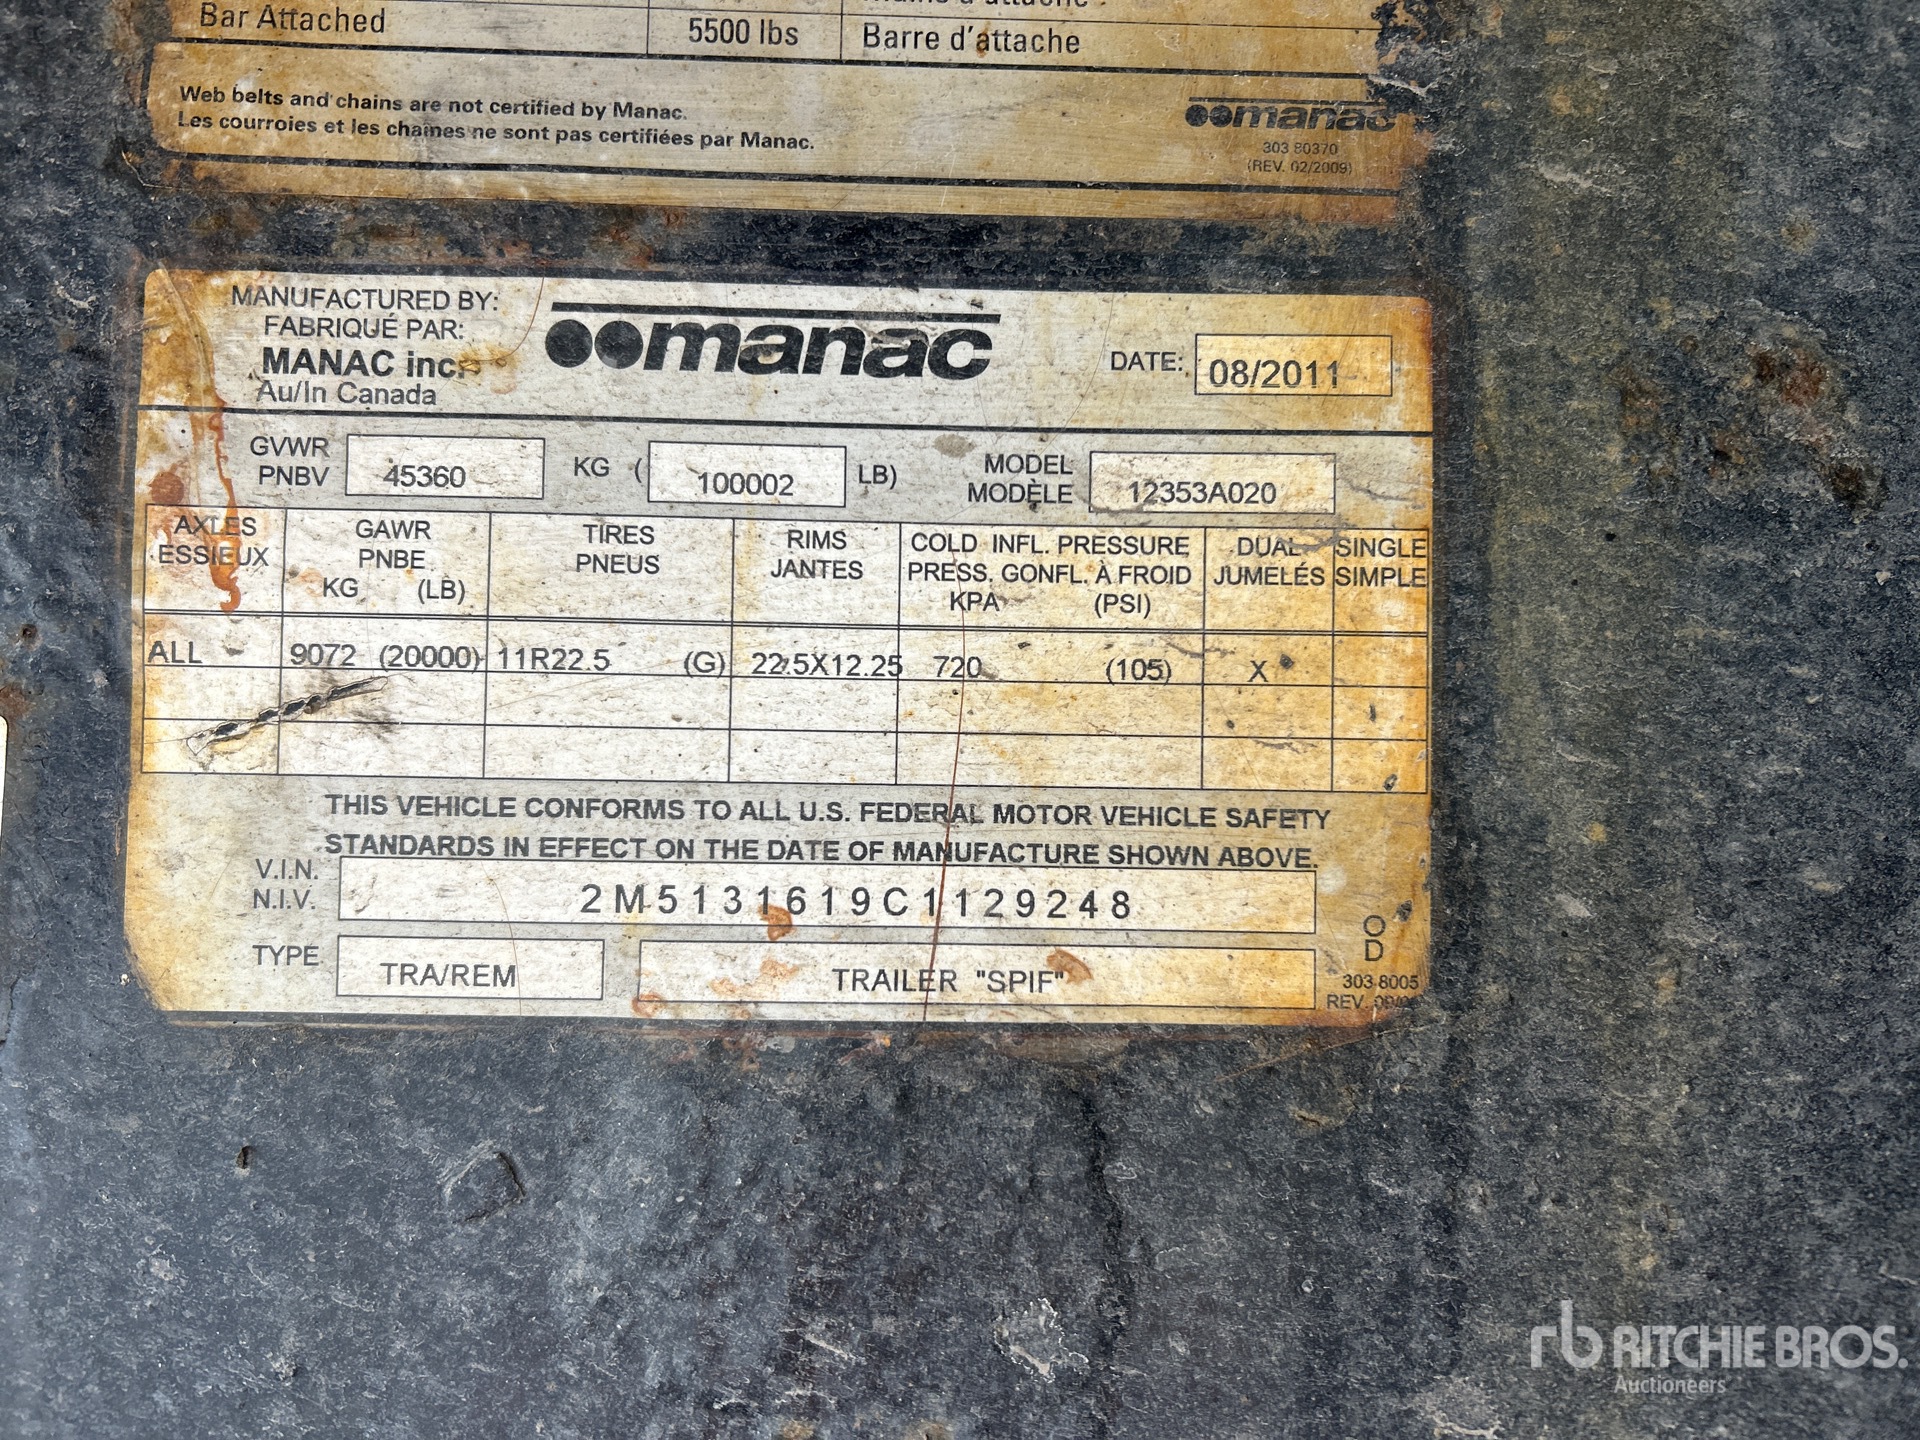 Bar Attached 5500 lbs Barre d'attache
Web belts and chains are not certified by Manac.
Les courroies et les chaines ne sont pas certifiées par Manac.
manac
303 80370
(REV. 02/2009)
MANUFACTURED BY:
FABRIQUÉ PAR:
MANAC inc.
Au/In Canada
manac
DATE: 08/2011
GVWR
PNBV 45360 KG ( 100002 LB)
MODEL
MODÈLE 12353A020
AXLES
ESSIEUX
GAWR
PNBE
KG (LB)
TIRES
PNEUS
RIMS
JANTES
COLD INFL. PRESSURE
PRESS. GONFL. À FROID
KPA (PSI)
DUAL
JUMELÉS
SINGLE
SIMPLE
ALL 9072 (20000) 11R22.5 (G) 22.5X12.25 720 (105) X
THIS VEHICLE CONFORMS TO ALL U.S. FEDERAL MOTOR VEHICLE SAFETY
STANDARDS IN EFFECT ON THE DATE OF MANUFACTURE SHOWN ABOVE.
V.I.N.
N.I.V. 2M5131619C1129248
TYPE TRA/REM TRAILER "SPIF"
O
D
303 8005
REV.
rb RITCHIE BROS.
Auctioneers